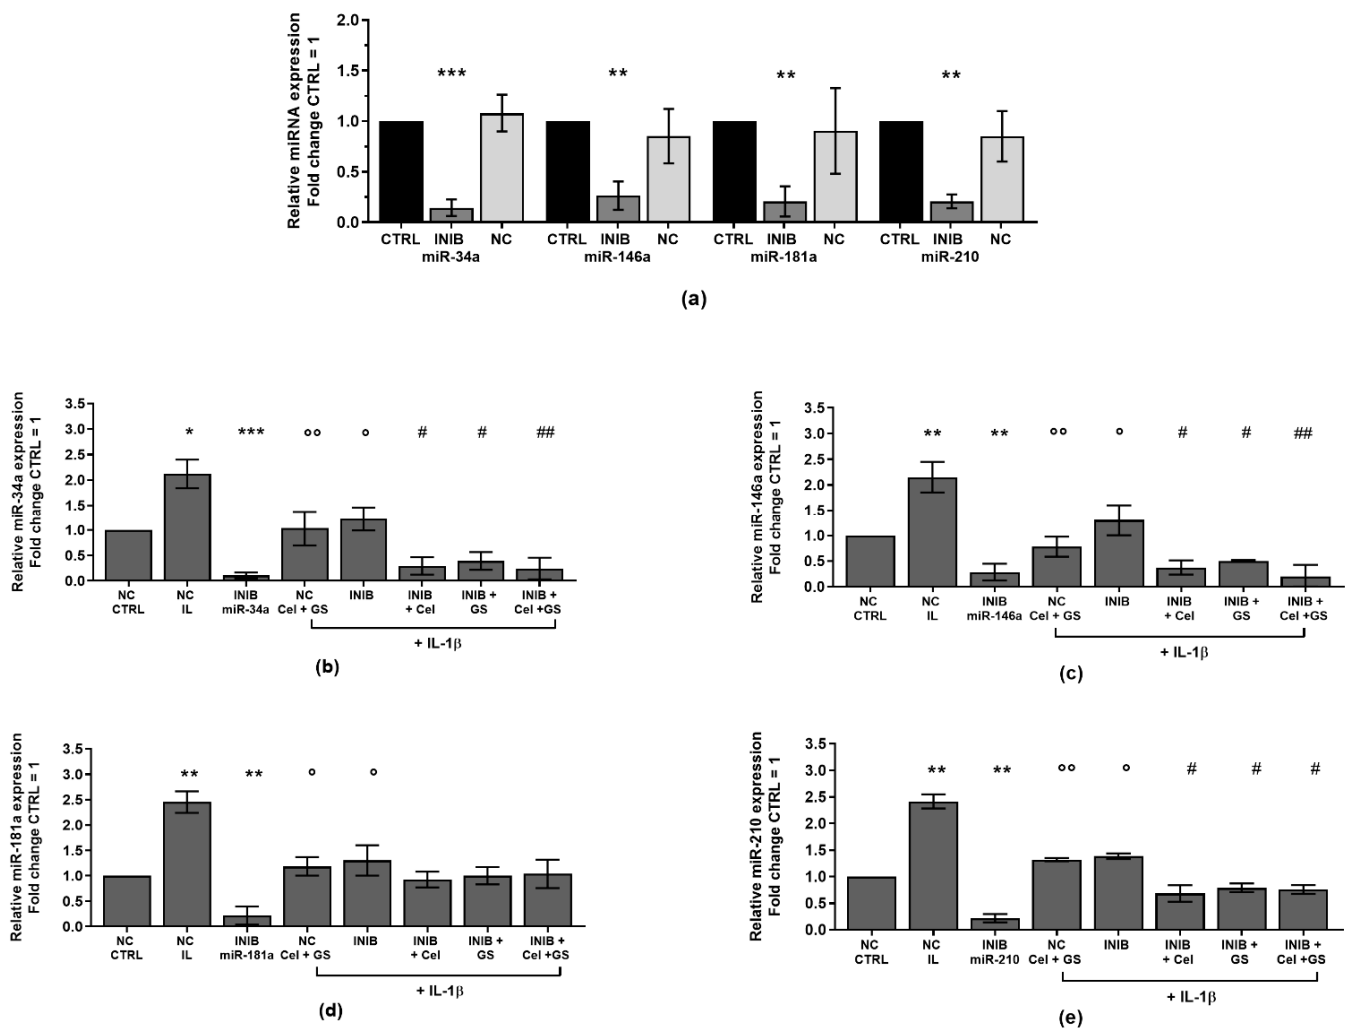 Relative miRNA expression
Fold change CTRL = 1
2.0
1.5
1.0
0.5
0.0
*** ** ** **
CTRL INIB NC CTRL INIB NC CTRL INIB NC CTRL INIB NC
miR-34a miR-146a miR-181a miR-210
(a)
Relative miR-34a expression
Fold change CTRL = 1
3.5
3.0
2.5
2.0
1.5
1.0
0.5
0.0
* *** °° ° # # ##
NC NC INIB NC INIB INIB INIB + INIB +
CTRL IL miR-34a Cel + GS + Cel GS Cel +GS
+ IL-1β
(b)
Relative miR-146a expression
Fold change CTRL = 1
3.5
3.0
2.5
2.0
1.5
1.0
0.5
0.0
** ** °° ° # # ##
NC NC INIB NC INIB INIB INIB + INIB +
CTRL IL miR-146a Cel + GS + Cel GS Cel +GS
+ IL-1β
(c)
Relative miR-181a expression
Fold change CTRL = 1
3.5
3.0
2.5
2.0
1.5
1.0
0.5
0.0
** ** ° °
NC NC INIB NC INIB INIB INIB + INIB +
CTRL IL miR-181a Cel + GS + Cel GS Cel +GS
+ IL-1β
(d)
Relative miR-210 expression
Fold change CTRL = 1
3.5
3.0
2.5
2.0
1.5
1.0
0.5
0.0
** ** °° ° # # #
NC NC INIB NC INIB INIB INIB + INIB +
CTRL IL miR-210 Cel + GS + Cel GS Cel +GS
+ IL-1β
(e)